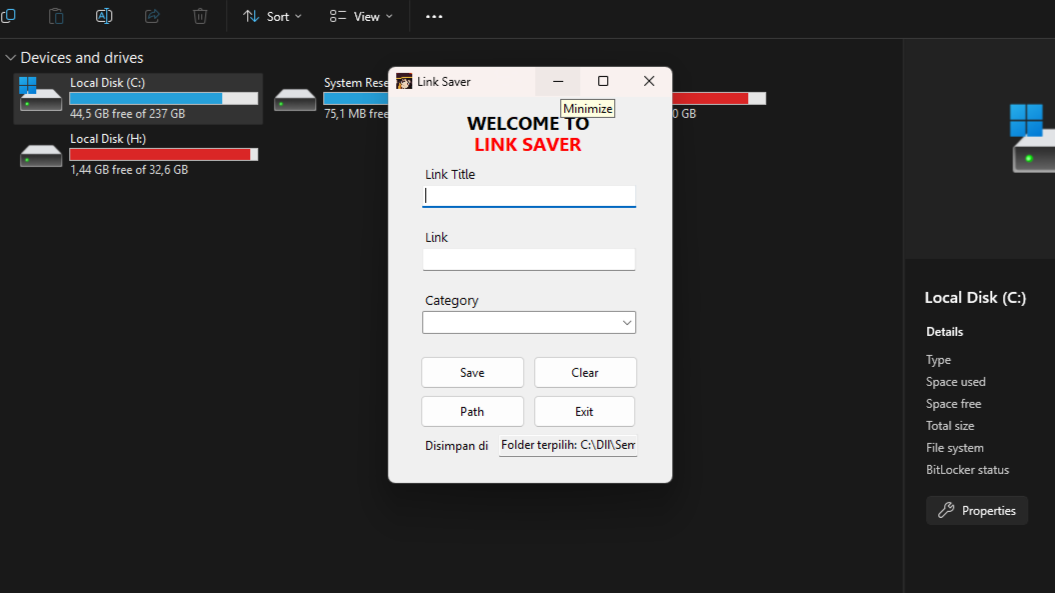 Sort
View
Devices and drives
Local Disk (C:)
44,5 GB free of 237 GB
System Rese
75,1 MB free
0 GB
Local Disk (H:)
1,44 GB free of 32,6 GB
Link Saver
Minimize
WELCOME TO
LINK SAVER
Link Title
Link
Category
Save
Clear
Path
Exit
Disimpan di
Folder terpilih: C:\DII\Sem
Local Disk (C:)
Details
Type
Space used
Space free
Total size
File system
BitLocker status
Properties